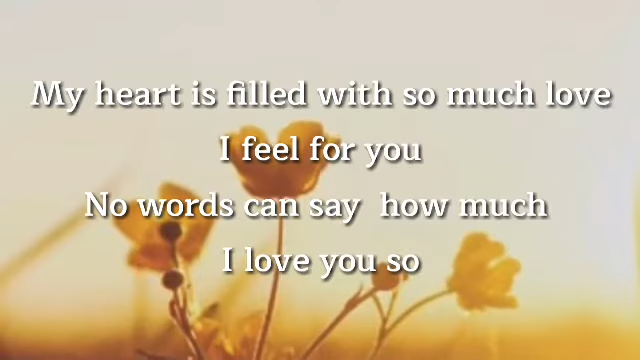 My heart is filled with so much love
I feel for you
No words can say  how much
I love you so